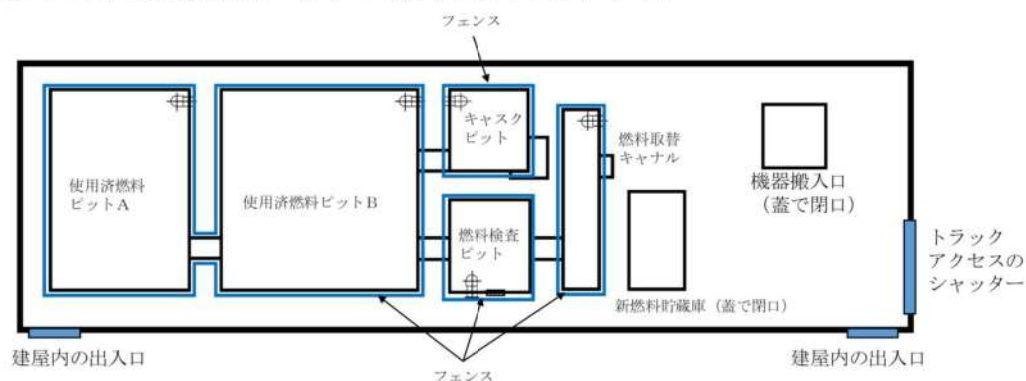 フェンス
キャスク
ピット
燃料取替
キャナル
使用済燃料
ピットA
使用済燃料ピットB
燃料検査
ピット
機器搬入口
（蓋で閉口）
トラック
アクセスの
シャッター
新燃料貯蔵庫（蓋で閉口）
建屋内の出入口
建屋内の出入口
フェンス